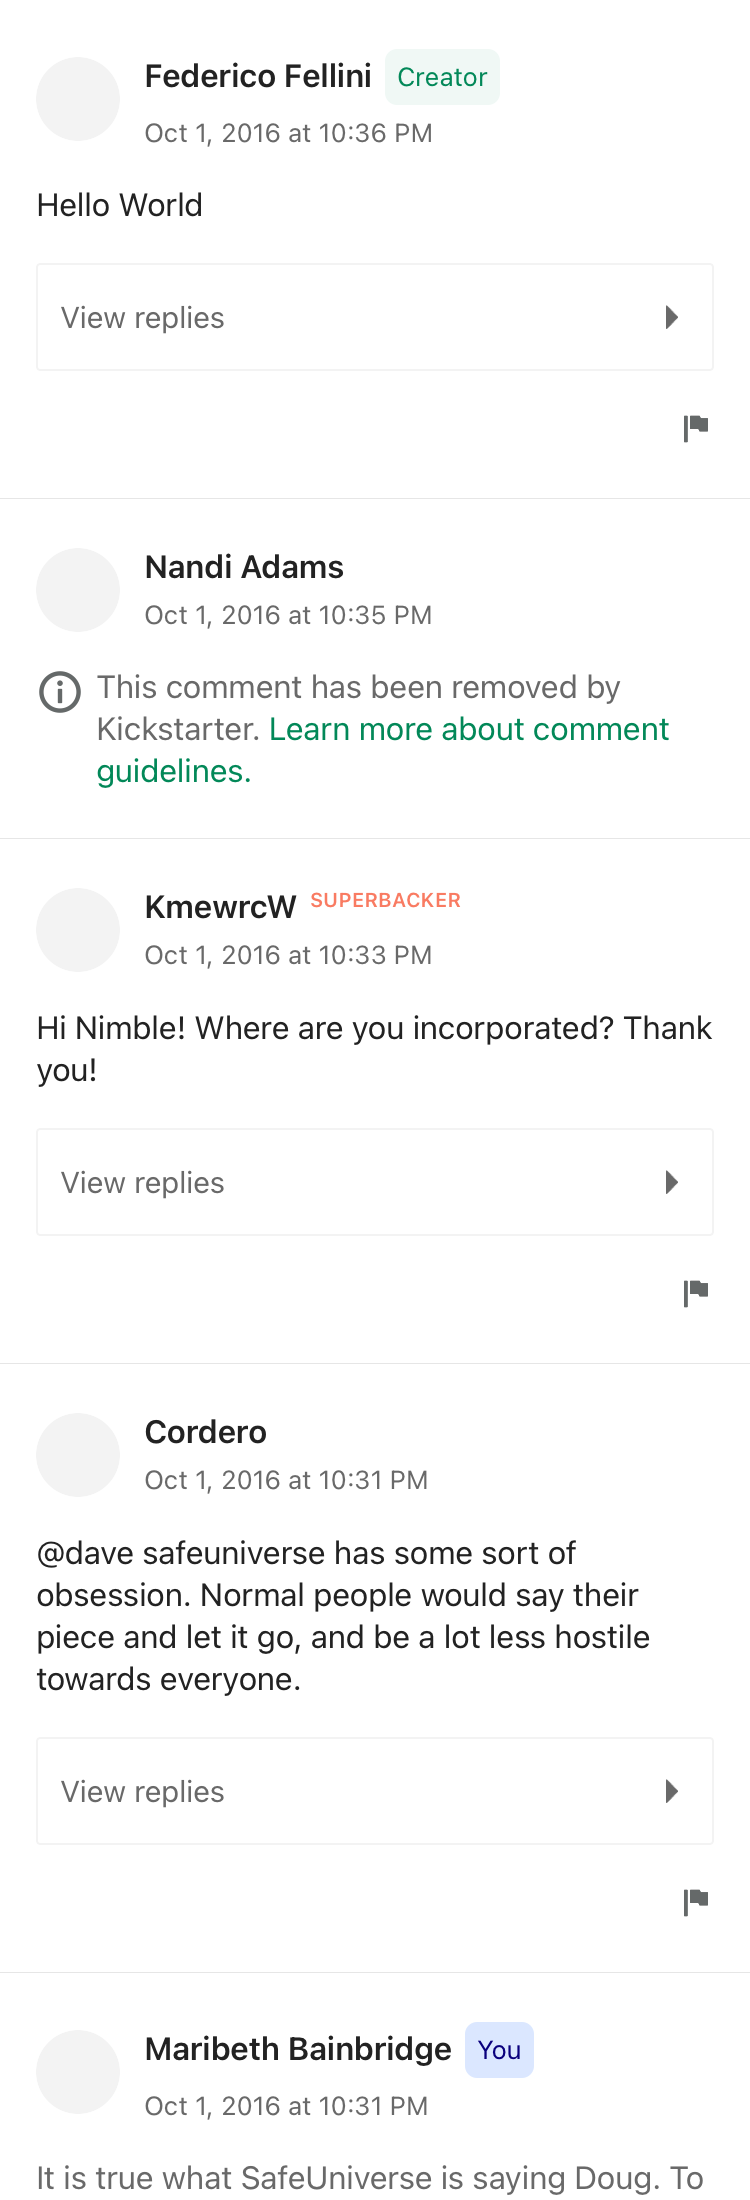 Federico Fellini Creator
Oct 1, 2016 at 10:36 PM
Hello World
View replies
Nandi Adams
Oct 1, 2016 at 10:35 PM
This comment has been removed by
Kickstarter. Learn more about comment
guidelines.
KmewrcW SUPERBACKER
Oct 1, 2016 at 10:33 PM
Hi Nimble! Where are you incorporated? Thank
you!
View replies
Cordero
Oct 1, 2016 at 10:31 PM
@dave safeuniverse has some sort of
obsession. Normal people would say their
piece and let it go, and be a lot less hostile
towards everyone.
View replies
Maribeth Bainbridge You
Oct 1, 2016 at 10:31 PM
It is true what SafeUniverse is saying Doug. To